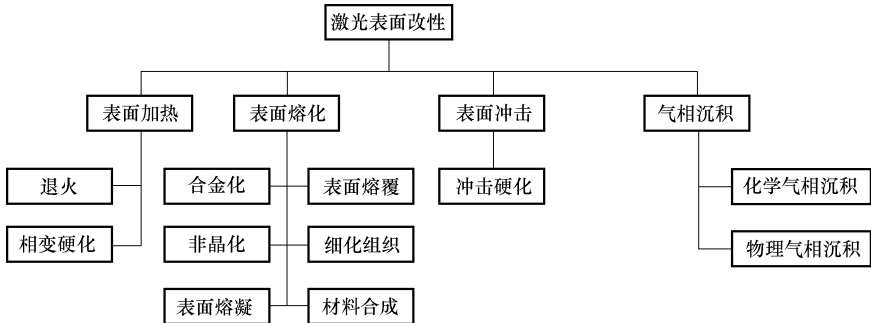 激光表面改性
表面加热
表面熔化
表面冲击
气相沉积
退火
合金化
表面熔覆
冲击硬化
化学气相沉积
相变硬化
非晶化
细化组织
物理气相沉积
表面熔凝
材料合成